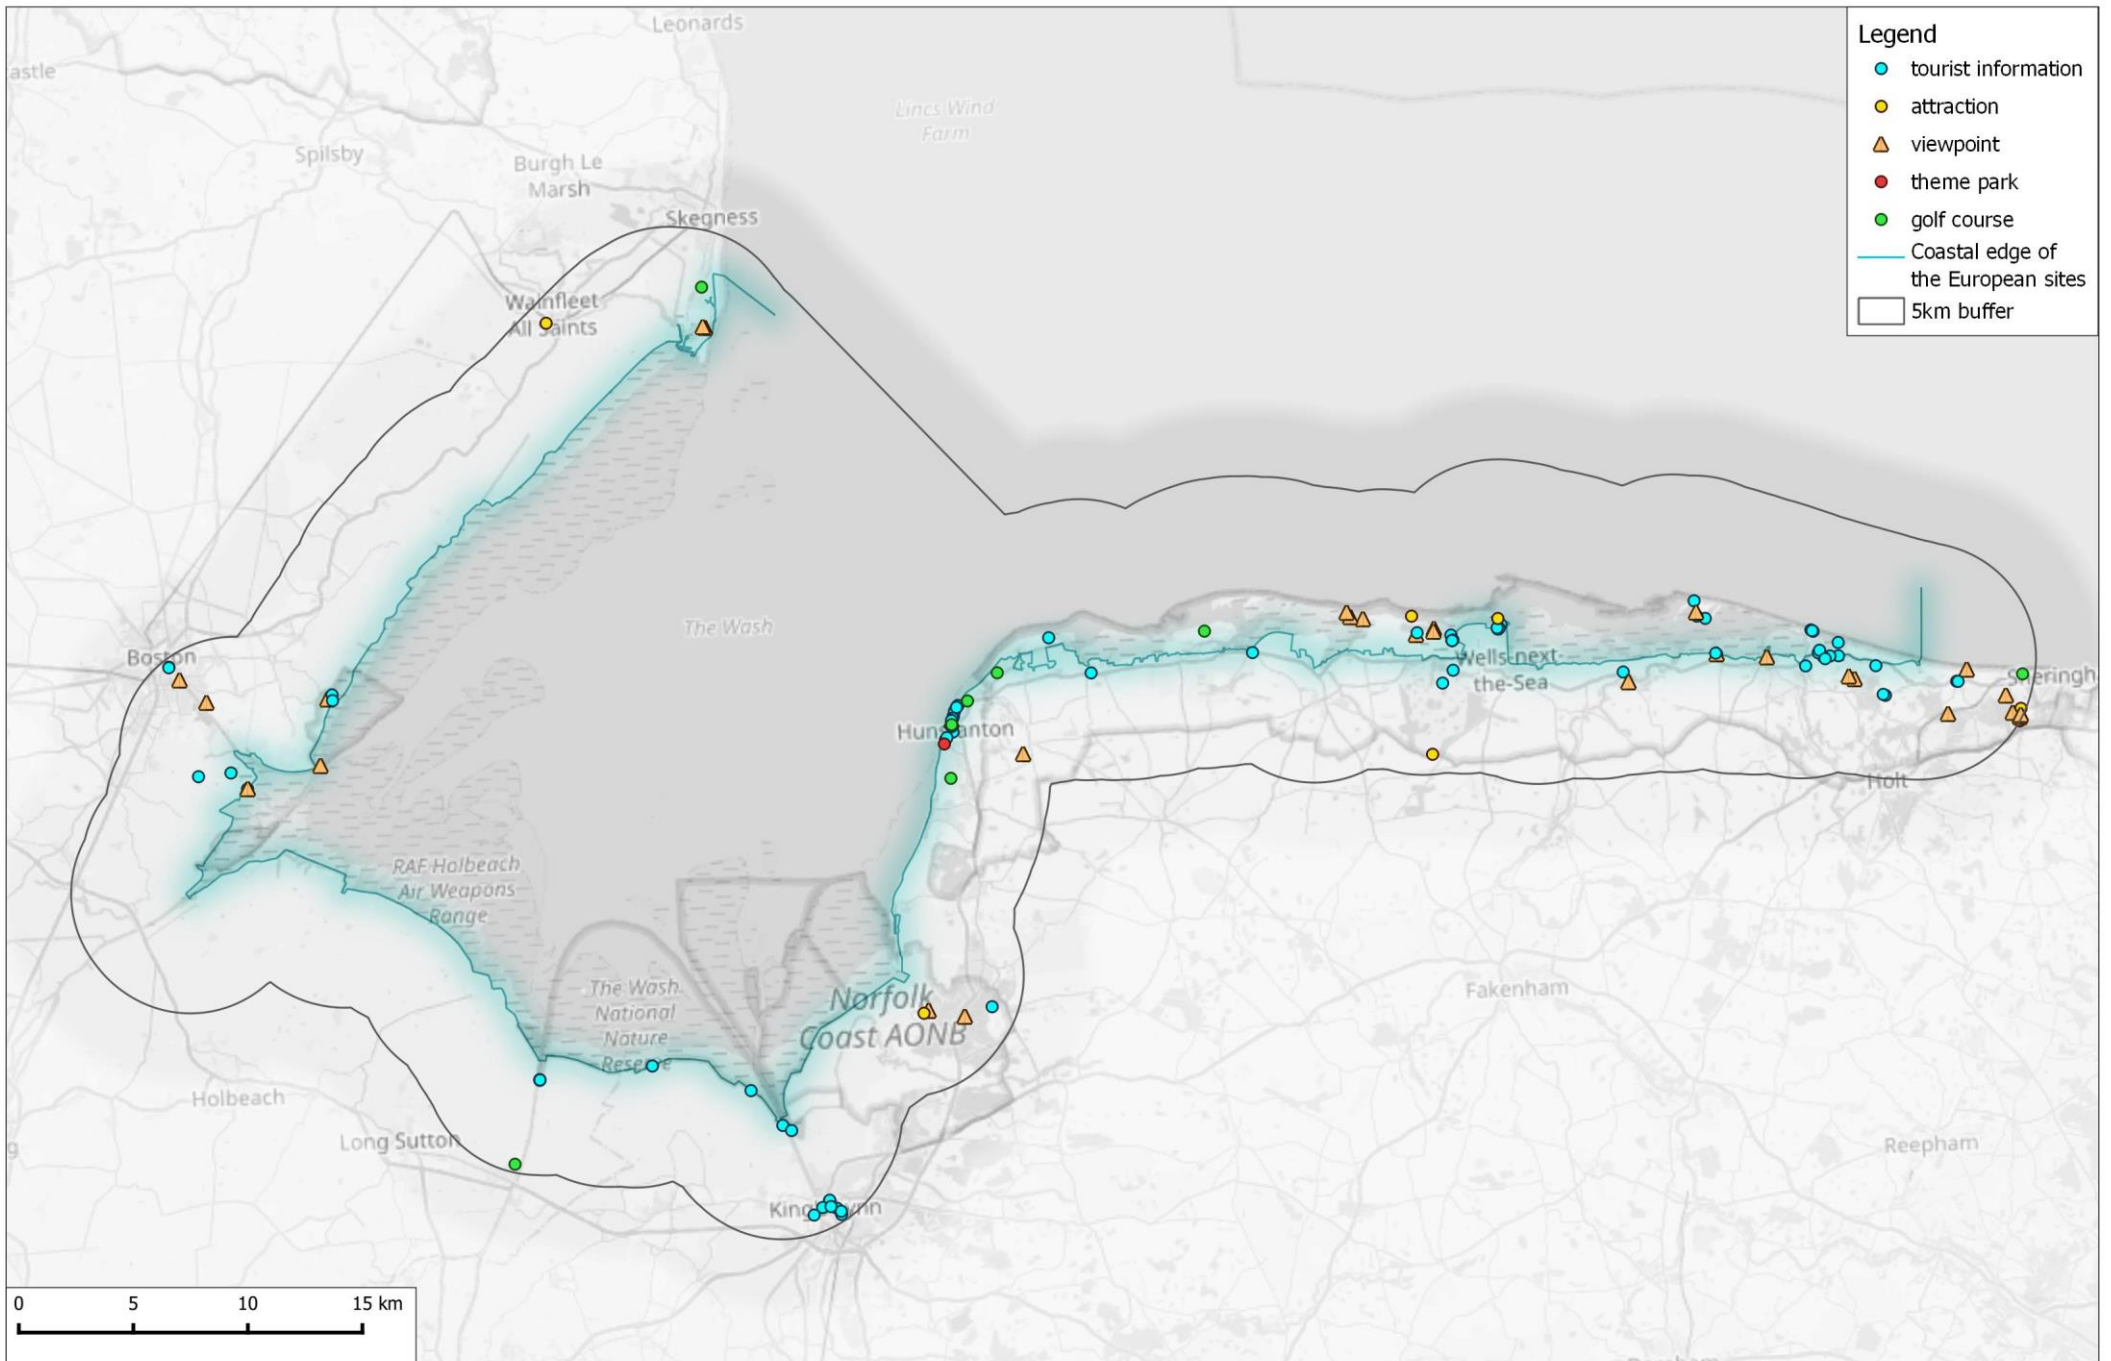 Leonards
astle
Lincs Wind
Farm
Spilsby
Burgh Le
Marsh
Skegness
Wainfleet
All Saints
Legend
tourist information
attraction
viewpoint
theme park
golf course
Coastal edge of
the European sites
5km buffer
The Wash
Boston
Wells-next-
the-Sea
Sheringh
Hunstanton
Holt
RAF Holbeach
Air Weapons
Range
The Wash
National
Nature
Reserve
Norfolk
Coast AONB
Fakenham
Holbeach
Long Sutton
g
Reepham
King's Lynn
0 5 10 15 km